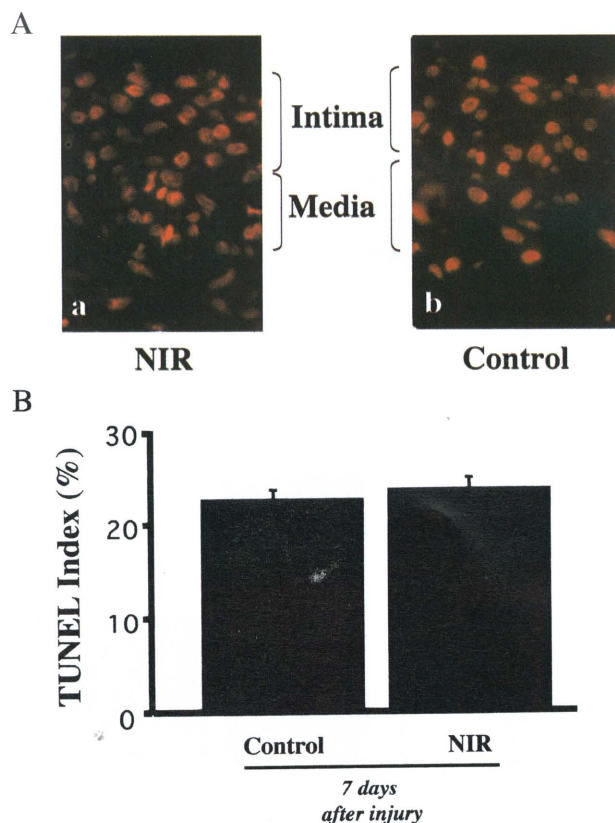 A
Intima
Media
a
b
NIR
Control
B
TUNEL Index (%)
30
20
10
0
Control
NIR
7 days
after injury